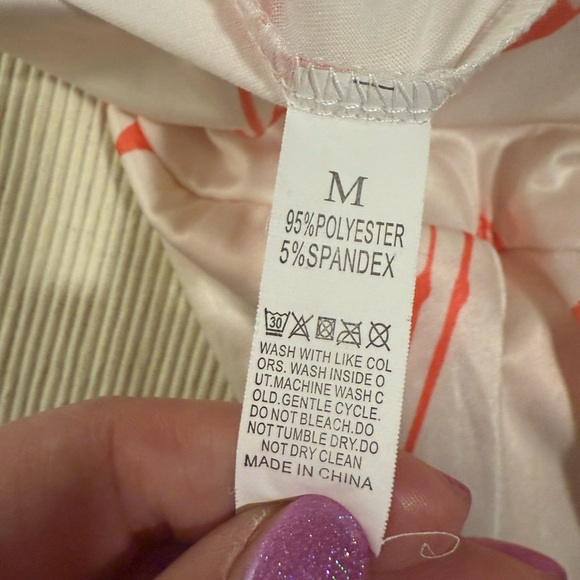 M
95%POLYESTER
5%SPANDEX
30
WASH WITH LIKE COL
ORS. WASH INSIDE O
UT.MACHINE WASH C
OLD.GENTLE CYCLE.
DO NOT BLEACH.DO
NOT TUMBLE DRY.DO
NOT DRY CLEAN
MADE IN CHINA